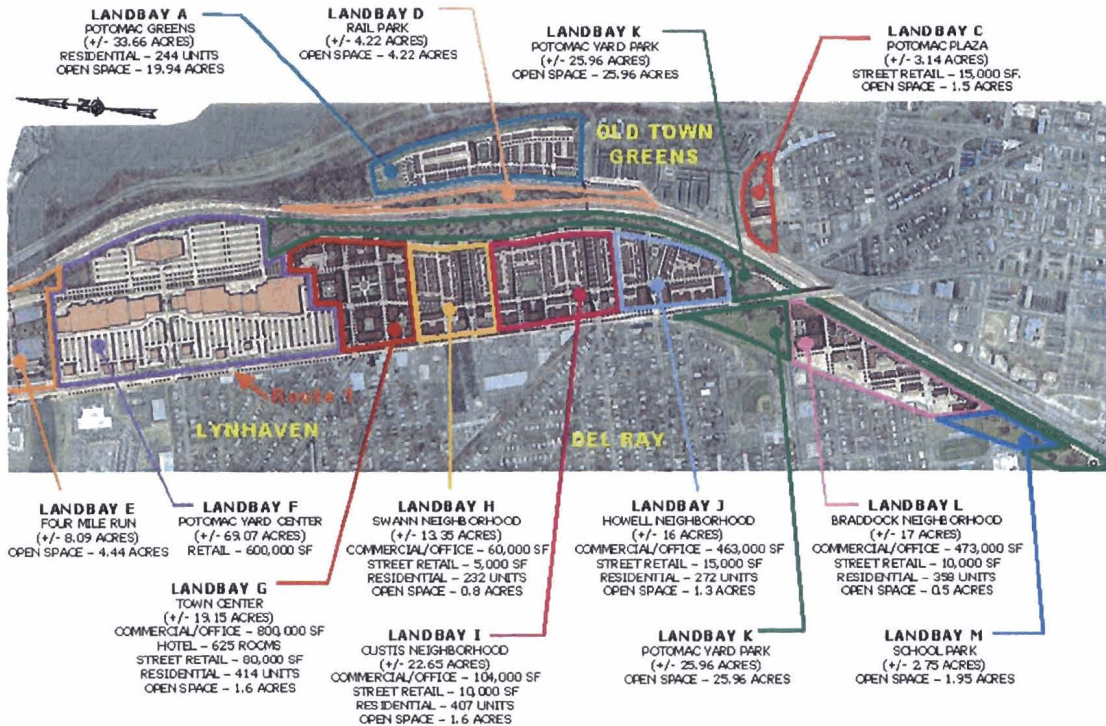 LANDBAY A
POTOMAC GREENS
(+/- 33.66 ACRES)
RESIDENTIAL - 244 UNITS
OPEN SPACE - 19.94 ACRES
LANDBAY D
RAIL PARK
(+/- 4.22 ACRES)
OPEN SPACE - 4.22 ACRES
LANDBAY K
POTOMAC YARD PARK
(+/- 25.96 ACRES)
OPEN SPACE - 25.96 ACRES
LANDBAY C
POTOMAC PLAZA
(+/- 3.14 ACRES)
STREET RETAIL - 15,000 SF.
OPEN SPACE - 1.5 ACRES
OLD TOWN
GREENS
Route 1
LYNHAVEN
DEL RAY
LANDBAY E
FOUR MILE RUN
(+/- 8.09 ACRES)
OPEN SPACE - 4.44 ACRES
LANDBAY F
POTOMAC YARD CENTER
(+/- 69.07 ACRES)
RETAIL - 600,000 SF
LANDBAY H
SWANN NEIGHBORHOOD
(+/- 13.35 ACRES)
COMMERCIAL/OFFICE - 60,000 SF
STREET RETAIL - 5,000 SF
RESIDENTIAL - 232 UNITS
OPEN SPACE - 0.8 ACRES
LANDBAY J
HOWELL NEIGHBORHOOD
(+/- 16 ACRES)
COMMERCIAL/OFFICE - 463,000 SF
STREET RETAIL - 15,000 SF
RESIDENTIAL - 272 UNITS
OPEN SPACE - 1.3 ACRES
LANDBAY L
BRADDOCK NEIGHBORHOOD
(+/- 17 ACRES)
COMMERCIAL/OFFICE - 473,000 SF
STREET RETAIL - 10,000 SF
RESIDENTIAL - 358 UNITS
OPEN SPACE - 0.5 ACRES
LANDBAY G
TOWN CENTER
(+/- 19.15 ACRES)
COMMERCIAL/OFFICE - 800,000 SF
HOTEL - 625 ROOMS
STREET RETAIL - 80,000 SF
RESIDENTIAL - 414 UNITS
OPEN SPACE - 1.6 ACRES
LANDBAY I
CUSTIS NEIGHBORHOOD
(+/- 22.65 ACRES)
COMMERCIAL/OFFICE - 104,000 SF
STREET RETAIL - 10,000 SF
RESIDENTIAL - 407 UNITS
OPEN SPACE - 1.6 ACRES
LANDBAY K
POTOMAC YARD PARK
(+/- 25.96 ACRES)
OPEN SPACE - 25.96 ACRES
LANDBAY M
SCHOOL PARK
(+/- 2.75 ACRES)
OPEN SPACE - 1.95 ACRES